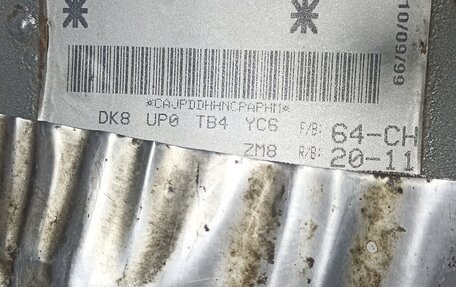 10/09/99
*CAJPDDHHNCPAPHM*
DK8 UP0 TB4 YC6 F/B: 64-CH
ZM8 R/B: 20-11